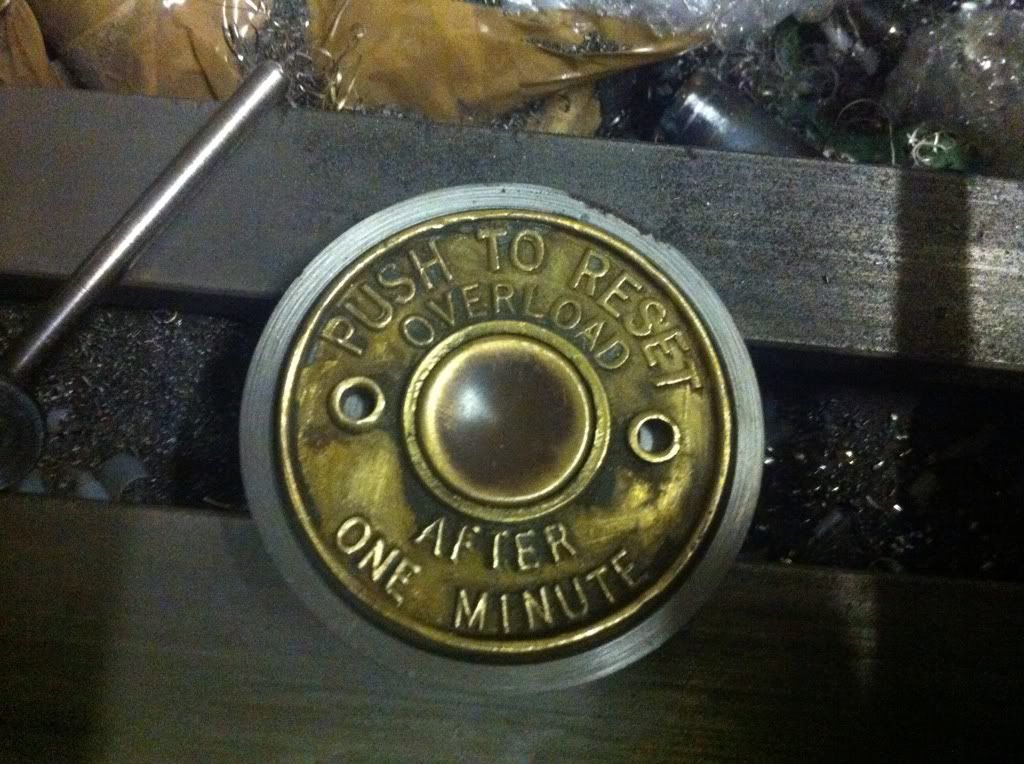 PUSH TO RESET
OVERLOAD
AFTER
ONE MINUTE